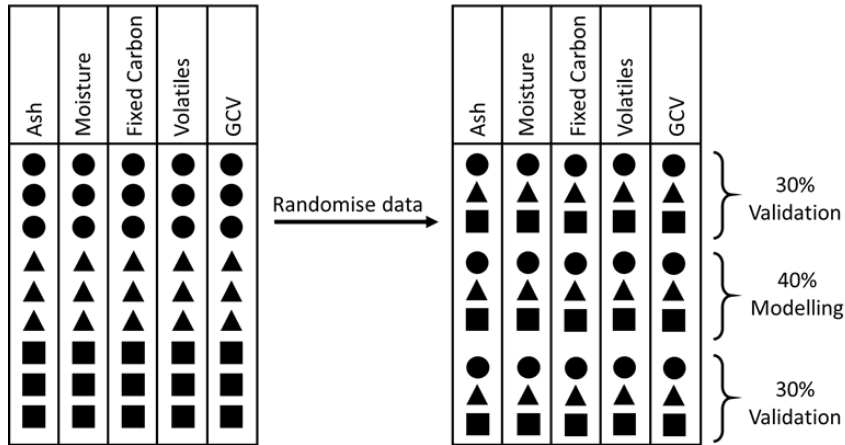 Ash
Moisture
Fixed Carbon
Volatiles
GCV
Randomise data
Ash
Moisture
Fixed Carbon
Volatiles
GCV
30%
Validation
40%
Modelling
30%
Validation